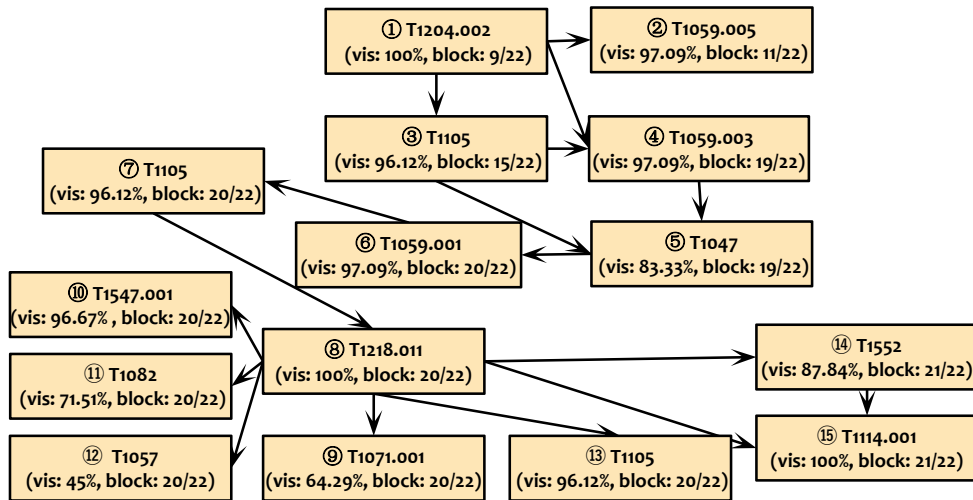 ① T1204.002
(vis: 100%, block: 9/22)
② T1059.005
(vis: 97.09%, block: 11/22)
③ T1105
(vis: 96.12%, block: 15/22)
④ T1059.003
(vis: 97.09%, block: 19/22)
⑦ T1105
(vis: 96.12%, block: 20/22)
⑥ T1059.001
(vis: 97.09%, block: 20/22)
⑤ T1047
(vis: 83.33%, block: 19/22)
⑩ T1547.001
(vis: 96.67% , block: 20/22)
⑧ T1218.011
(vis: 100%, block: 20/22)
⑭ T1552
(vis: 87.84%, block: 21/22)
⑪ T1082
(vis: 71.51%, block: 20/22)
⑫ T1057
(vis: 45%, block: 20/22)
⑨ T1071.001
(vis: 64.29%, block: 20/22)
⑬ T1105
(vis: 96.12%, block: 20/22)
⑮ T1114.001
(vis: 100%, block: 21/22)